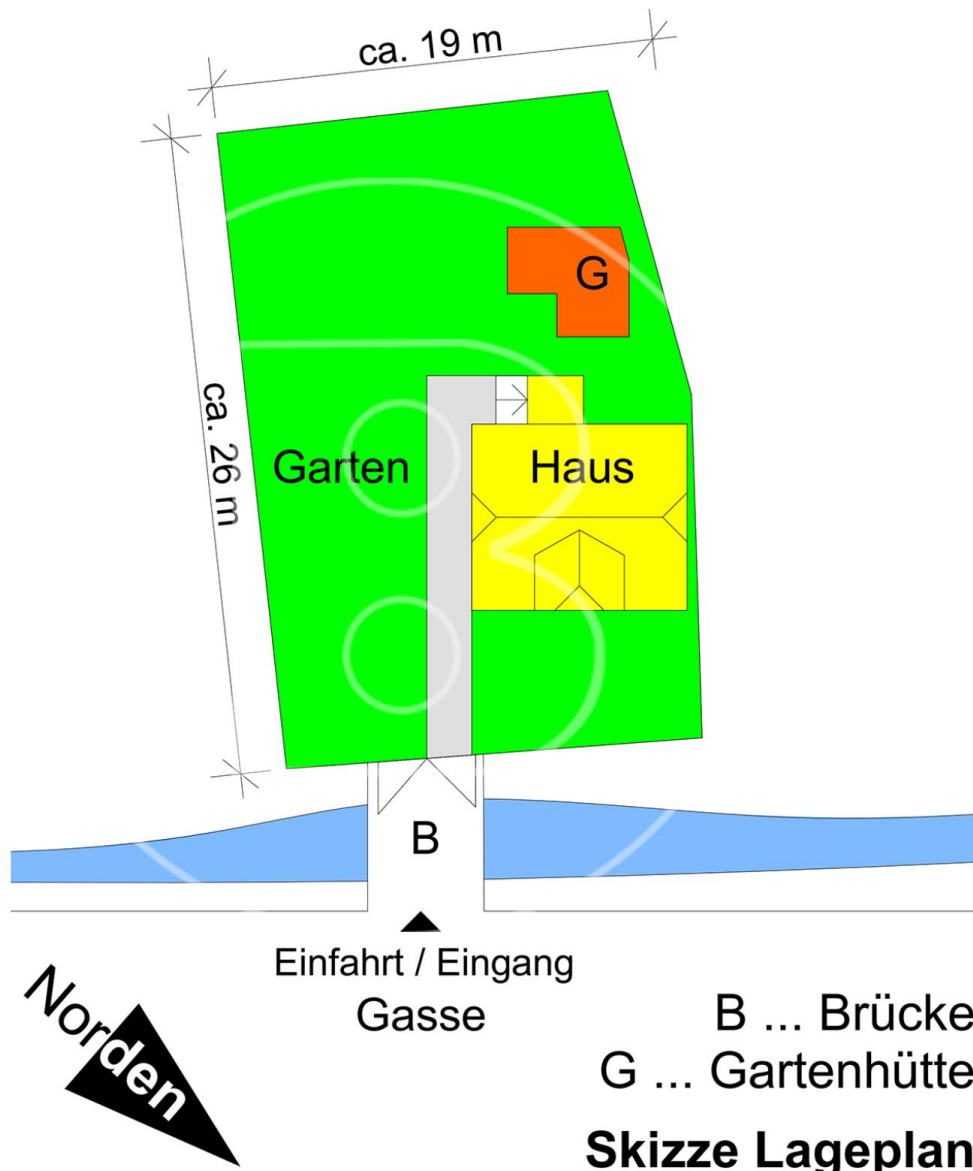 ca. 19 m
ca. 26 m
G
Garten
Haus
B
Einfahrt / Eingang
Gasse
Norden
B ... Brücke
G ... Gartenhütte
Skizze Lageplan